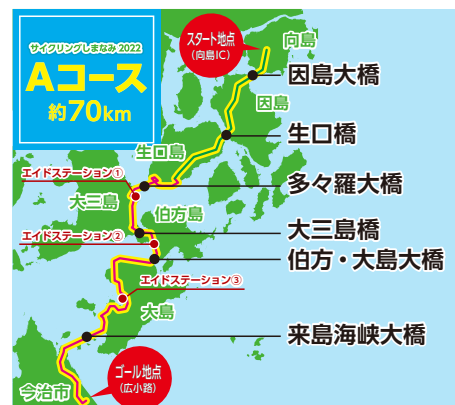 サイクリングしまなみ2022
Aコース
約70km
スタート地点
(向島IC)
向島
因島大橋
因島
生口橋
生口島
エイドステーション①
多々羅大橋
大三島
伯方島
大三島橋
エイドステーション②
伯方・大島大橋
エイドステーション③
大島
来島海峡大橋
ゴール地点
(広小路)
今治市